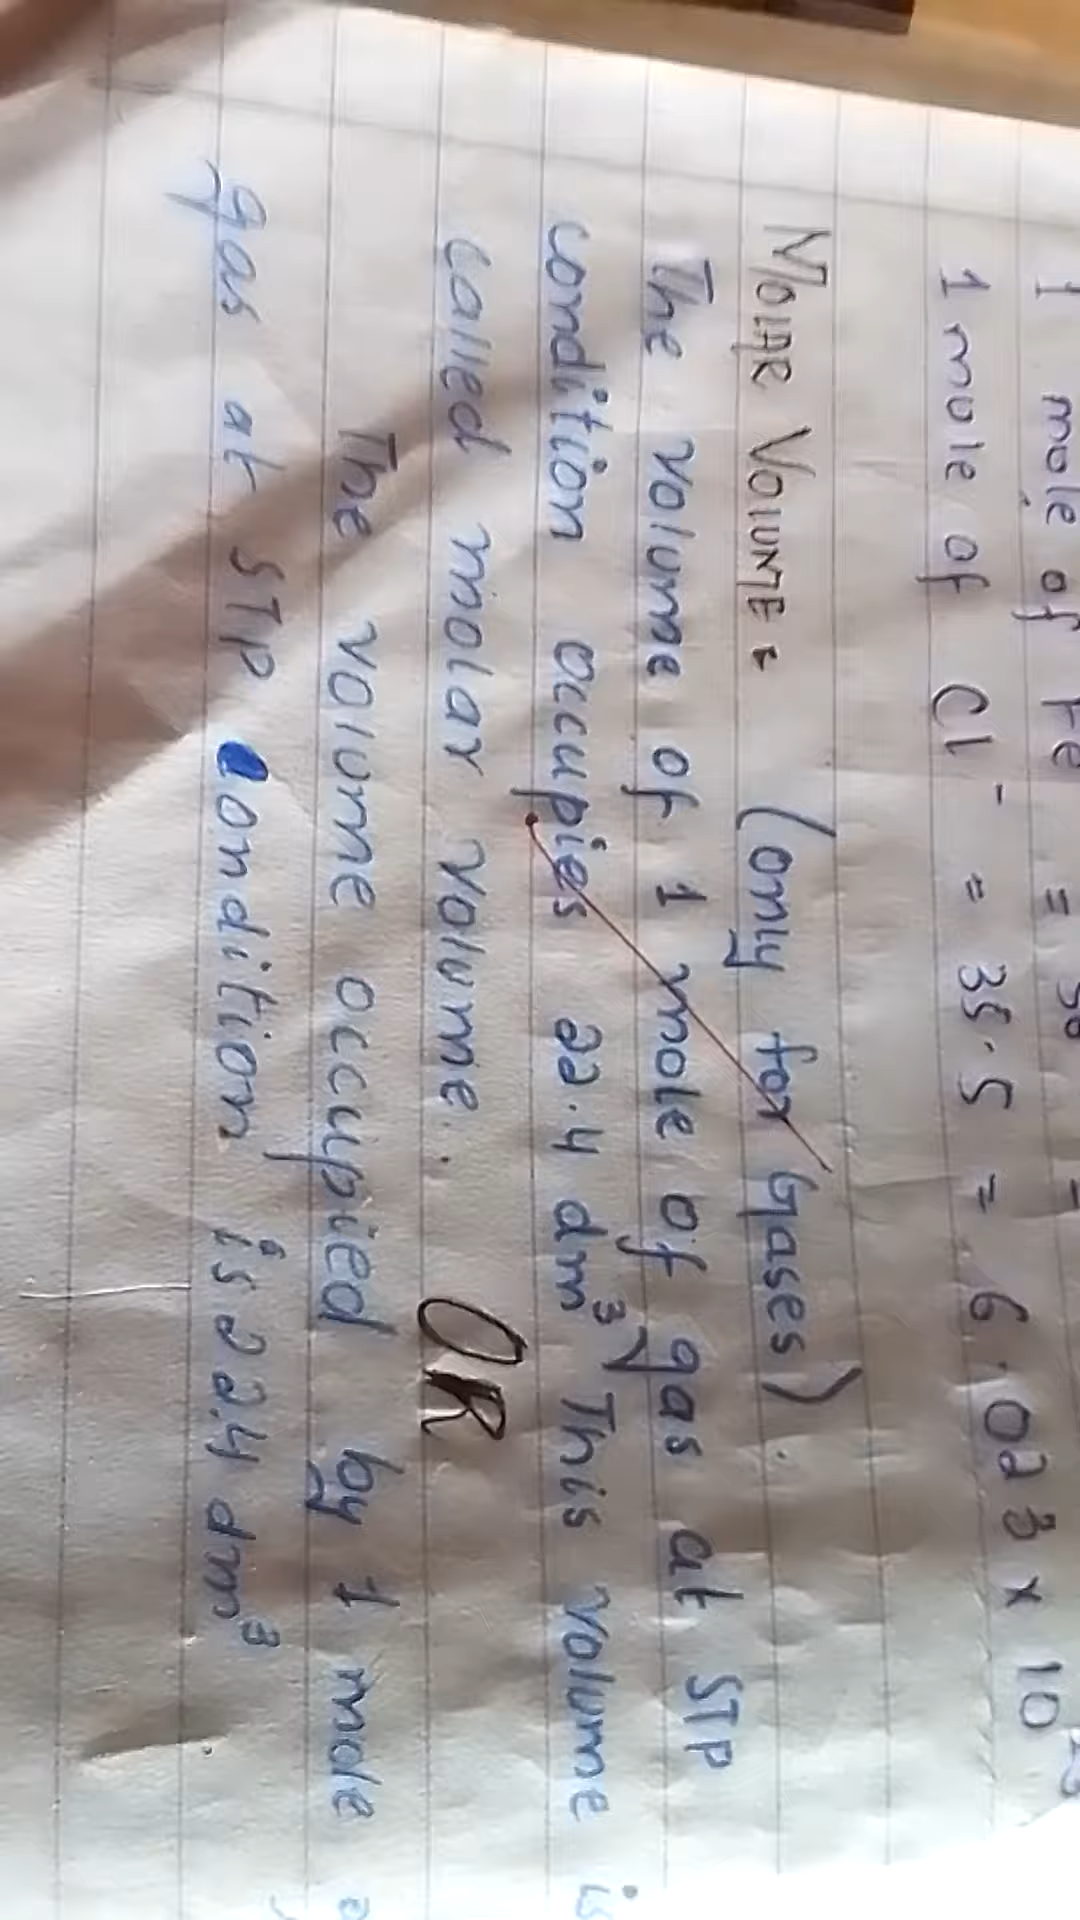 1 mole of Fe = 56 =
1 mole of Cl⁻ = 35.5 = 6.023 x 10²³
MOLAR VOLUME: (only for Gases)
The volume of 1 mole of gas at STP
condition occupies 22.4 dm³, This volume is
called molar volume.
OR
The volume occupied by 1 mole
gas at STP condition is 22.4 dm³.